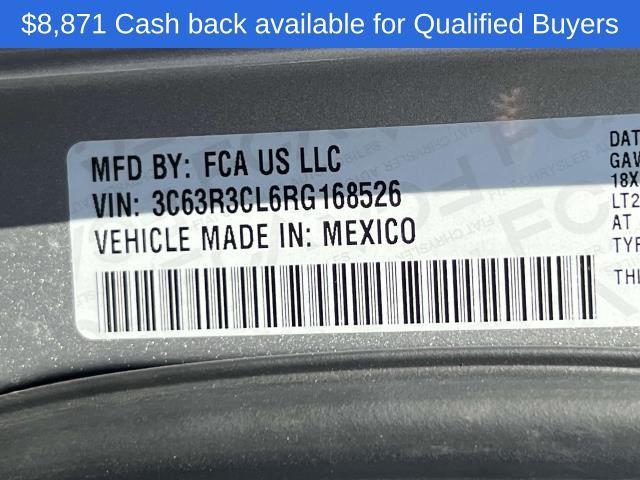 $8,871 Cash back available for Qualified Buyers
MFD BY: FCA US LLC
VIN: 3C63R3CL6RG168526
VEHICLE MADE IN: MEXICO
DAT
GAV
18X
LT2
AT
TYP
THI